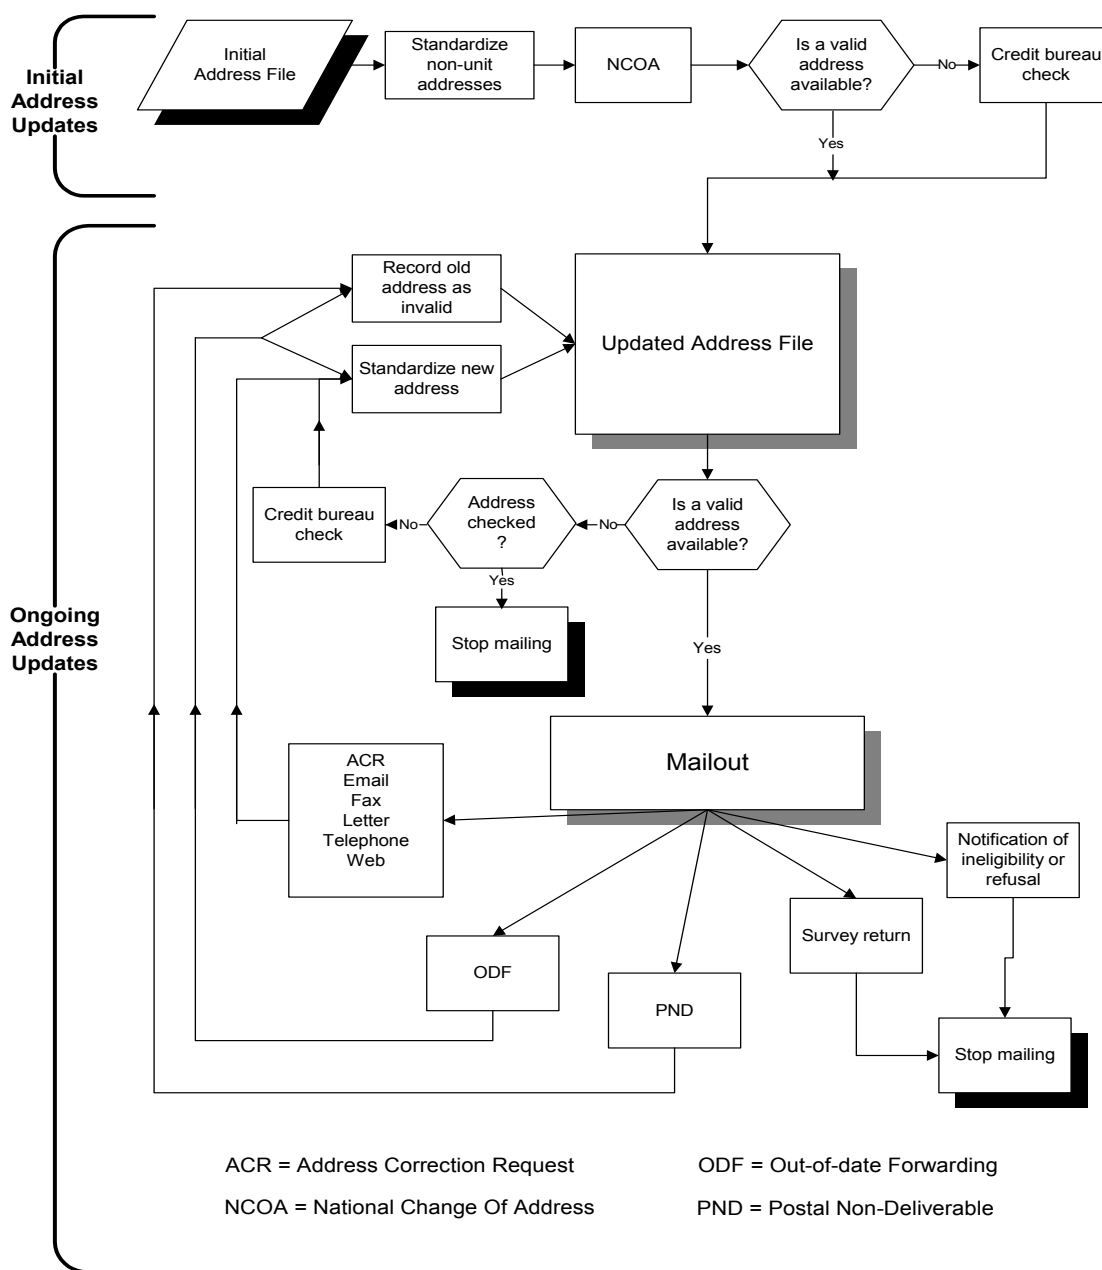 Initial
Address
Updates
Initial
Address File
Standardize
non-unit
addresses
NCOA
Is a valid
address
available?
No
Credit bureau
check
Yes
Ongoing
Address
Updates
Record old
address as
invalid
Standardize new
address
Updated Address File
Credit bureau
check
No
Address
checked
?
No
Is a valid
address
available?
Yes
Stop mailing
Yes
Mailout
ACR
Email
Fax
Letter
Telephone
Web
ODF
PND
Survey return
Notification of
ineligibility or
refusal
Stop mailing
ACR = Address Correction Request
ODF = Out-of-date Forwarding
NCOA = National Change Of Address
PND = Postal Non-Deliverable